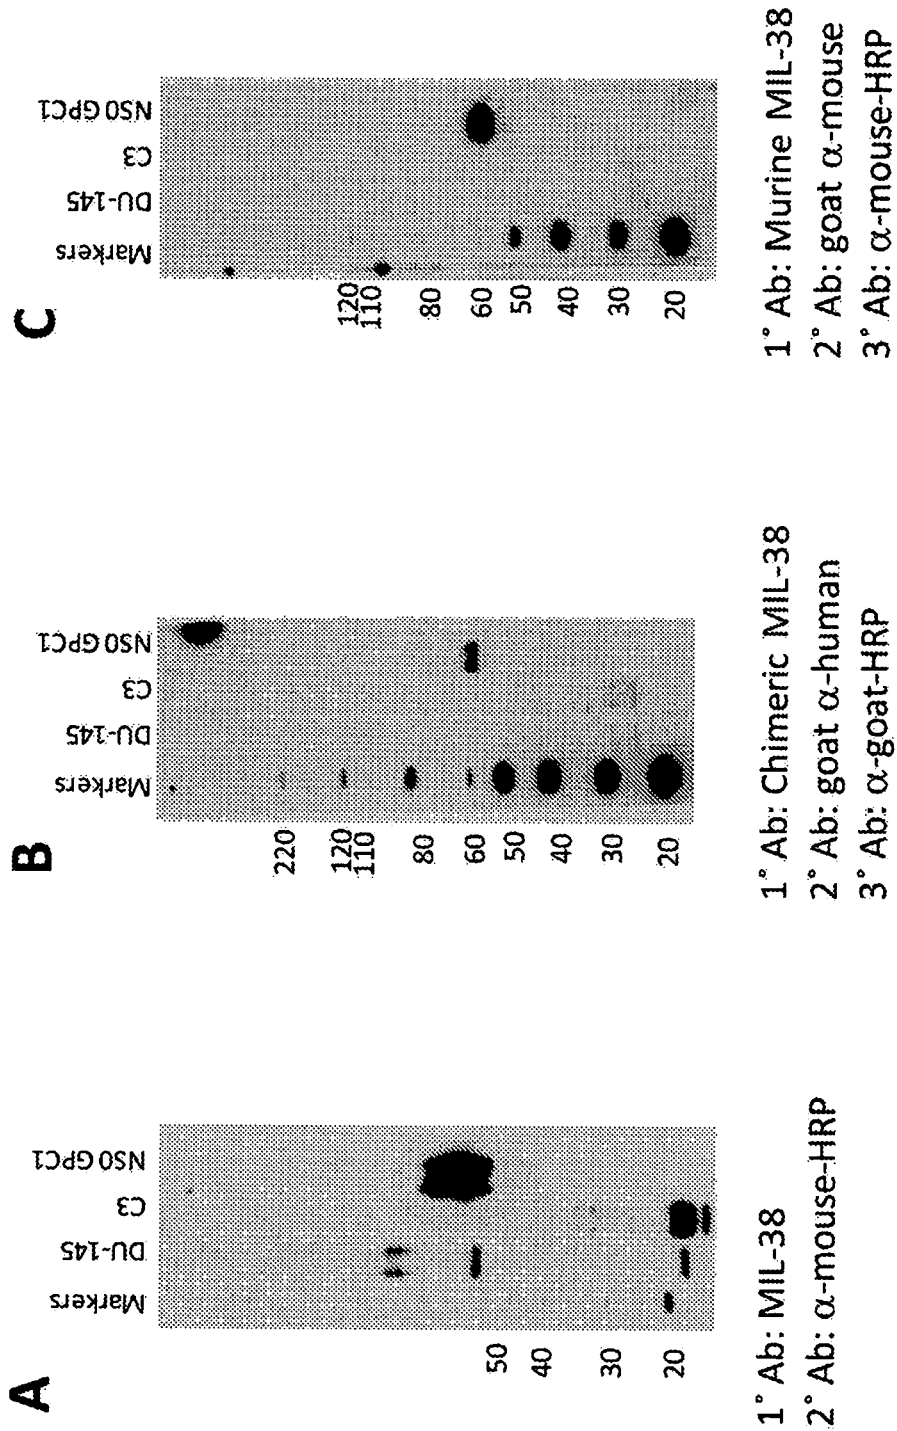 A
Markers
DU-145
C3
NS0 GPC1
50
40
30
20
1° Ab: MIL-38
2° Ab: α-mouse-HRP
B
Markers
DU-145
C3
NS0 GPC1
220
120
110
80
60
50
40
30
20
1° Ab: Chimeric MIL-38
2° Ab: goat α-human
3° Ab: α-goat-HRP
C
Markers
DU-145
C3
NS0 GPC1
120
110
80
60
50
40
30
20
1° Ab: Murine MIL-38
2° Ab: goat α-mouse
3° Ab: α-mouse-HRP